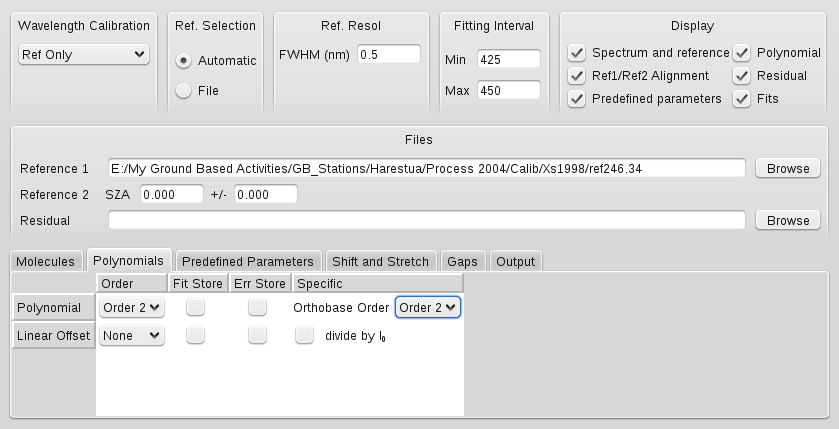 Wavelength Calibration Ref. Selection Ref. Resol Fitting Interval Display
Ref Only Automatic FWHM (nm) 0.5 Min 425 Spectrum and reference Polynomial
Ref1/Ref2 Alignment Residual
File Max 450 Predefined parameters Fits
Files
Reference 1 E:/My Ground Based Activities/GB_Stations/Harestua/Process 2004/Calib/Xs1998/ref246.34 Browse
Reference 2 SZA 0.000 +/- 0.000
Residual Browse
Molecules Polynomials Predefined Parameters Shift and Stretch Gaps Output
Order Fit Store Err Store Specific
Polynomial Order 2 Orthobase Order Order 2
Linear Offset None divide by I₀